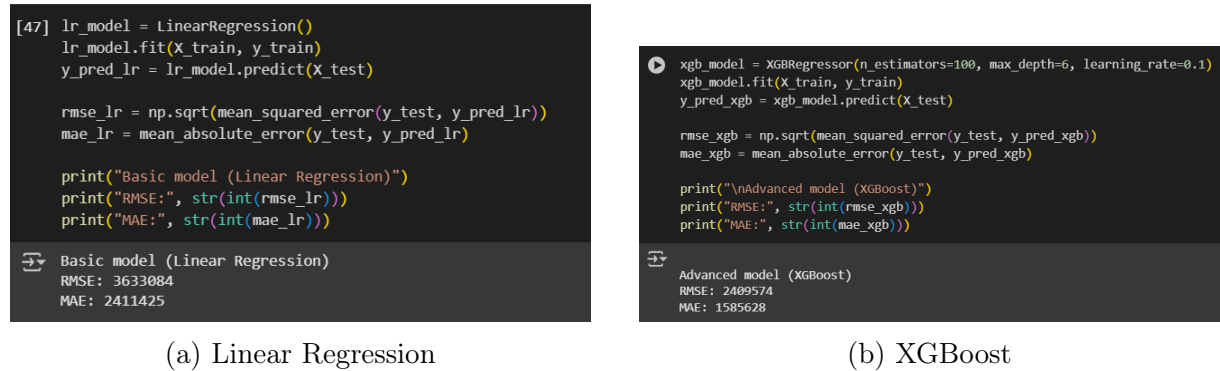 [47] lr_model = LinearRegression()
lr_model.fit(X_train, y_train)
y_pred_lr = lr_model.predict(X_test)
rmse_lr = np.sqrt(mean_squared_error(y_test, y_pred_lr))
mae_lr = mean_absolute_error(y_test, y_pred_lr)
print("Basic model (Linear Regression)")
print("RMSE:", str(int(rmse_lr)))
print("MAE:", str(int(mae_lr)))
Basic model (Linear Regression)
RMSE: 3633084
MAE: 2411425
(a) Linear Regression
xgb_model = XGBRegressor(n_estimators=100, max_depth=6, learning_rate=0.1)
xgb_model.fit(X_train, y_train)
y_pred_xgb = xgb_model.predict(X_test)
rmse_xgb = np.sqrt(mean_squared_error(y_test, y_pred_xgb))
mae_xgb = mean_absolute_error(y_test, y_pred_xgb)
print("\nAdvanced model (XGBoost)")
print("RMSE:", str(int(rmse_xgb)))
print("MAE:", str(int(mae_xgb)))
Advanced model (XGBoost)
RMSE: 2409574
MAE: 1585628
(b) XGBoost